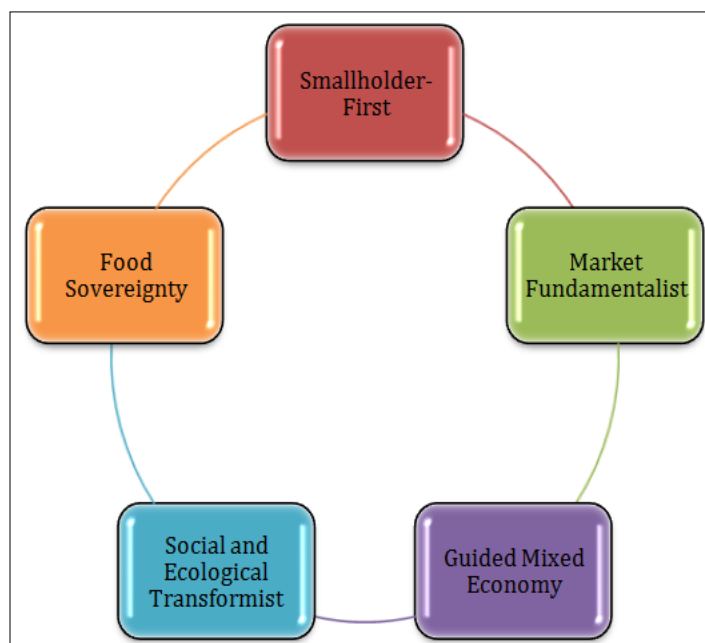 Smallholder-
First
Market
Fundamentalist
Guided Mixed
Economy
Social and
Ecological
Transformist
Food
Sovereignty